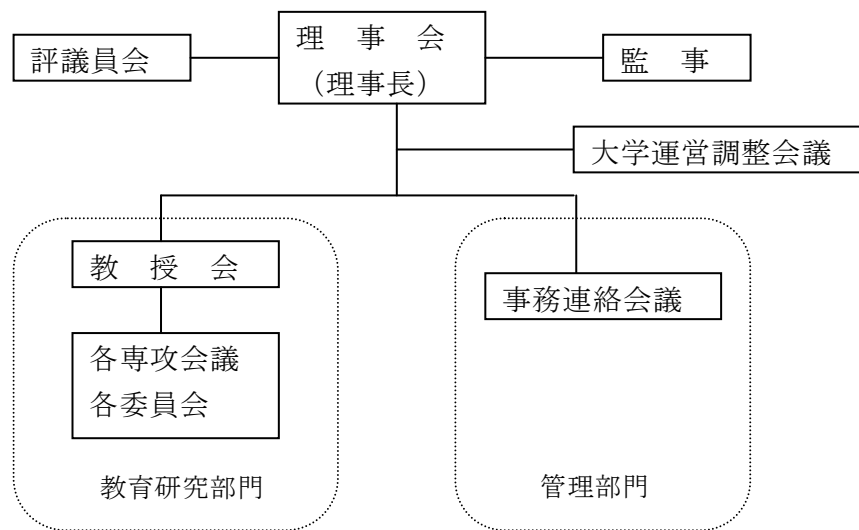 評議員会
理　事　会
（理事長）
監　事
大学運営調整会議
教　授　会
事務連絡会議
各専攻会議
各委員会
教育研究部門
管理部門